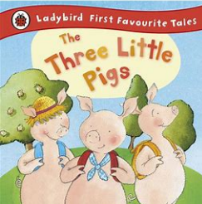 Ladybird First Favourite Tales
The
Three Little
Pigs